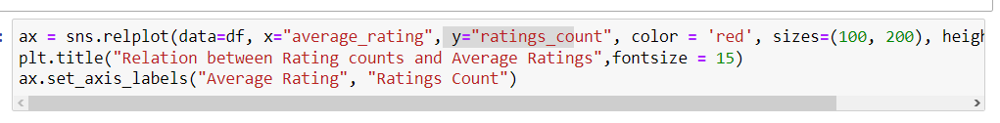 ax = sns.relplot(data=df, x="average_rating", y="ratings_count", color = 'red', sizes=(100, 200), heigh
plt.title("Relation between Rating counts and Average Ratings",fontsize = 15)
ax.set_axis_labels("Average Rating", "Ratings Count")